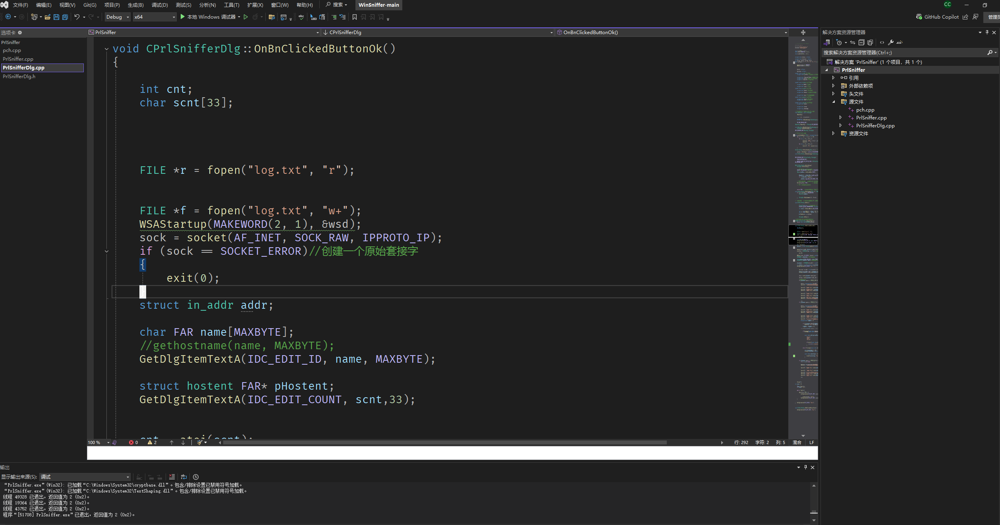 文件(F) 编辑(E) 视图(V) Git(G) 项目(P) 生成(B) 调试(D) 测试(S) 分析(N) 工具(T) 扩展(X) 窗口(W) 帮助(H) 搜索 WinSniffer-main CC
Debug x64 本地 Windows 调试器 GitHub Copilot 管理员
选项卡
PrlSniffer
pch.cpp
PrlSniffer.cpp
PrlSnifferDlg.cpp
PrlSnifferDlg.h
PrlSniffer CPrlSnifferDlg OnBnClickedButtonOk()
void CPrlSnifferDlg::OnBnClickedButtonOk()
{
int cnt;
char scnt[33];
FILE *r = fopen("log.txt", "r");
FILE *f = fopen("log.txt", "w+");
WSAStartup(MAKEWORD(2, 1), &wsd);
sock = socket(AF_INET, SOCK_RAW, IPPROTO_IP);
if (sock == SOCKET_ERROR)//创建一个原始套接字
{
exit(0);
}
struct in_addr addr;
char FAR name[MAXBYTE];
//gethostname(name, MAXBYTE);
GetDlgItemTextA(IDC_EDIT_ID, name, MAXBYTE);
struct hostent FAR* pHostent;
GetDlgItemTextA(IDC_EDIT_COUNT, scnt,33);
100 % 0 2 行: 292 字符: 2 列: 5 混合 LF
解决方案资源管理器
搜索解决方案资源管理器(Ctrl+;)
解决方案 'PrlSniffer' (1 个项目, 共 1 个)
PrlSniffer
引用
外部依赖项
头文件
源文件
pch.cpp
PrlSniffer.cpp
PrlSnifferDlg.cpp
资源文件
输出
显示输出来源(S): 调试
“PrlSniffer.exe”(Win32): 已加载“C:\Windows\System32\cryptbase.dll”。包含/排除设置已禁用符号加载。
“PrlSniffer.exe”(Win32): 已加载“C:\Windows\System32\TextShaping.dll”。包含/排除设置已禁用符号加载。
线程 49328 已退出，返回值为 2 (0x2)。
线程 19364 已退出，返回值为 2 (0x2)。
线程 43752 已退出，返回值为 2 (0x2)。
程序“[51708] PrlSniffer.exe”已退出，返回值为 2 (0x2)。